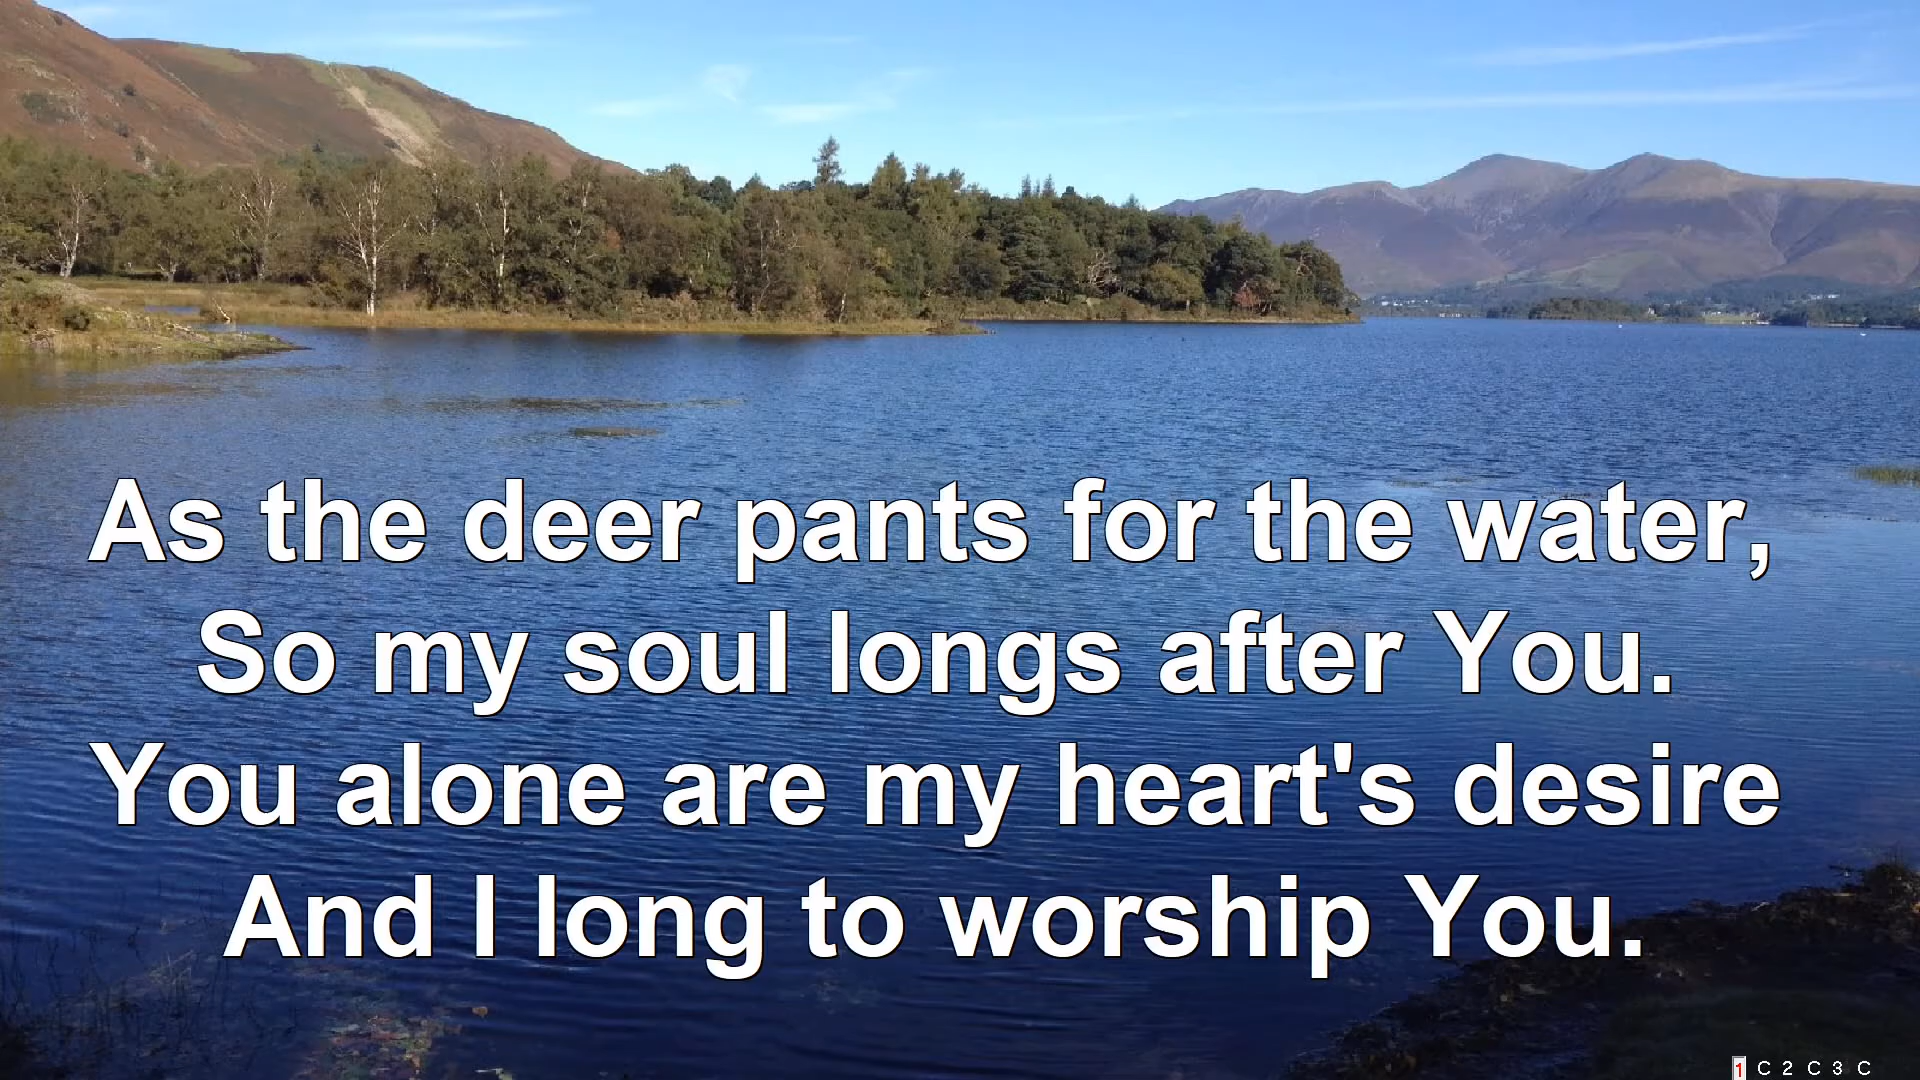 As the deer pants for the water,
So my soul longs after You.
You alone are my heart's desire
And I long to worship You.
1 C 2 C 3 C